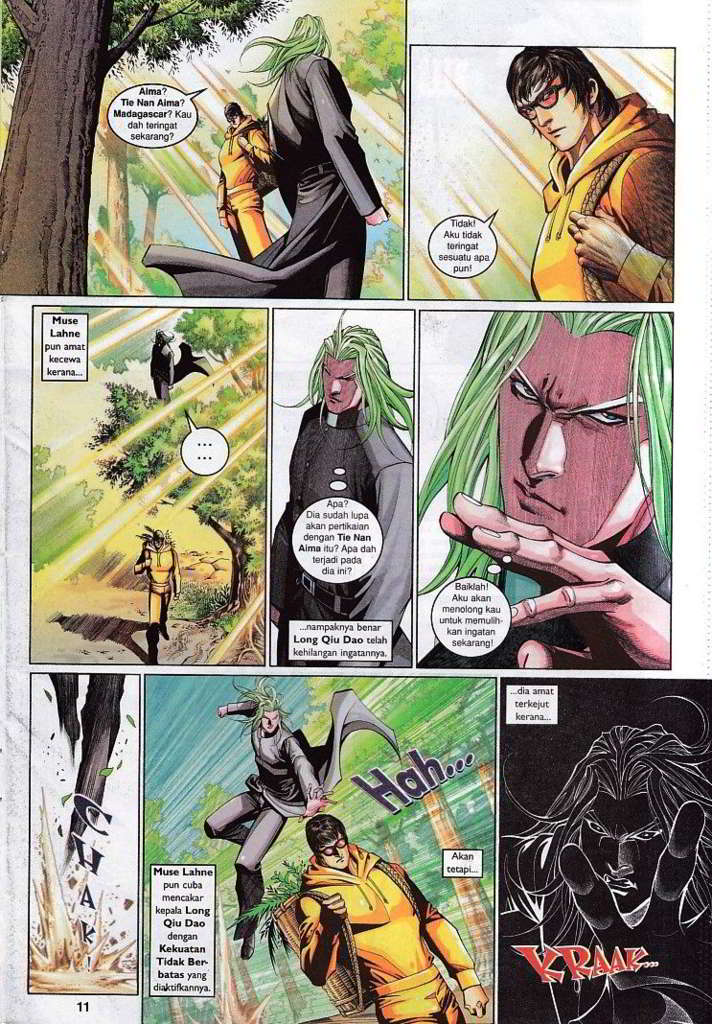 Aima?
Tie Nan Aima?
Madagascar? Kau
dah teringat
sekarang?
Tidak!
Aku tidak
teringat
sesuatu apa
pun!
Muse
Lahne
pun amat
kecewa
kerana...
...
...
Apa?
Dia sudah lupa
akan pertikaian
dengan Tie Nan
Aima itu? Apa dah
terjadi pada
dia ini?
...nampaknya benar
Long Qiu Dao telah
kehilangan ingatannya.
Baiklah!
Aku akan
menolong kau
untuk memulih-
kan ingatan
sekarang!
CHAK!
Hah...
Muse Lahne
pun cuba
mencakar
kepala Long
Qiu Dao
dengan
Kekuatan
Tidak Ber-
batas yang
diaktifkannya.
Akan
tetapi...
...dia amat
terkejut
kerana...
KRAAK...
11